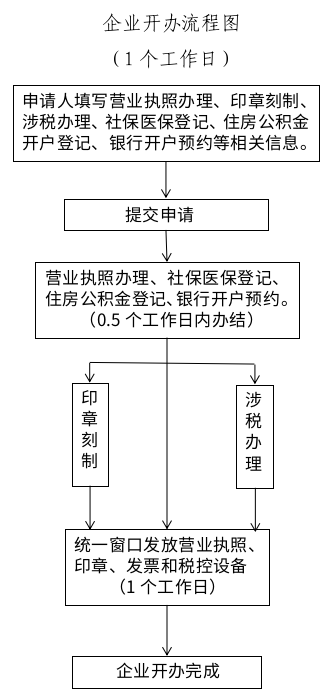 企业开办流程图
（1个工作日）
申请人填写营业执照办理、印章刻制、
涉税办理、社保医保登记、住房公积金
开户登记、银行开户预约等相关信息。
提交申请
营业执照办理、社保医保登记、
住房公积金登记、银行开户预约。
（0.5个工作日内办结）
印章刻制
涉税办理
统一窗口发放营业执照、
印章、发票和税控设备
（1个工作日）
企业开办完成